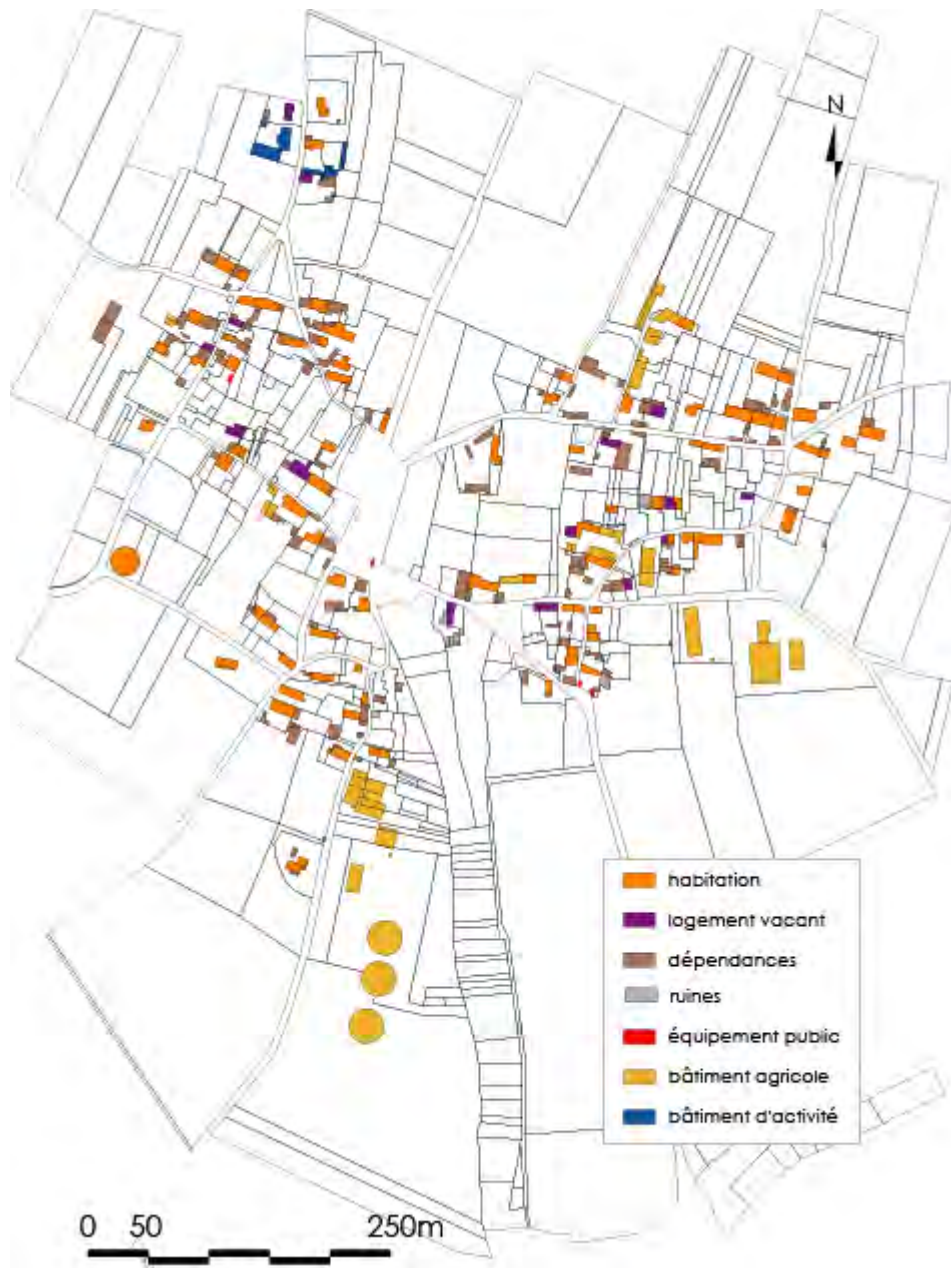 N
habitation
logement vacant
dépendances
ruines
équipement public
bâtiment agricole
bâtiment d'activité
0 50 250m